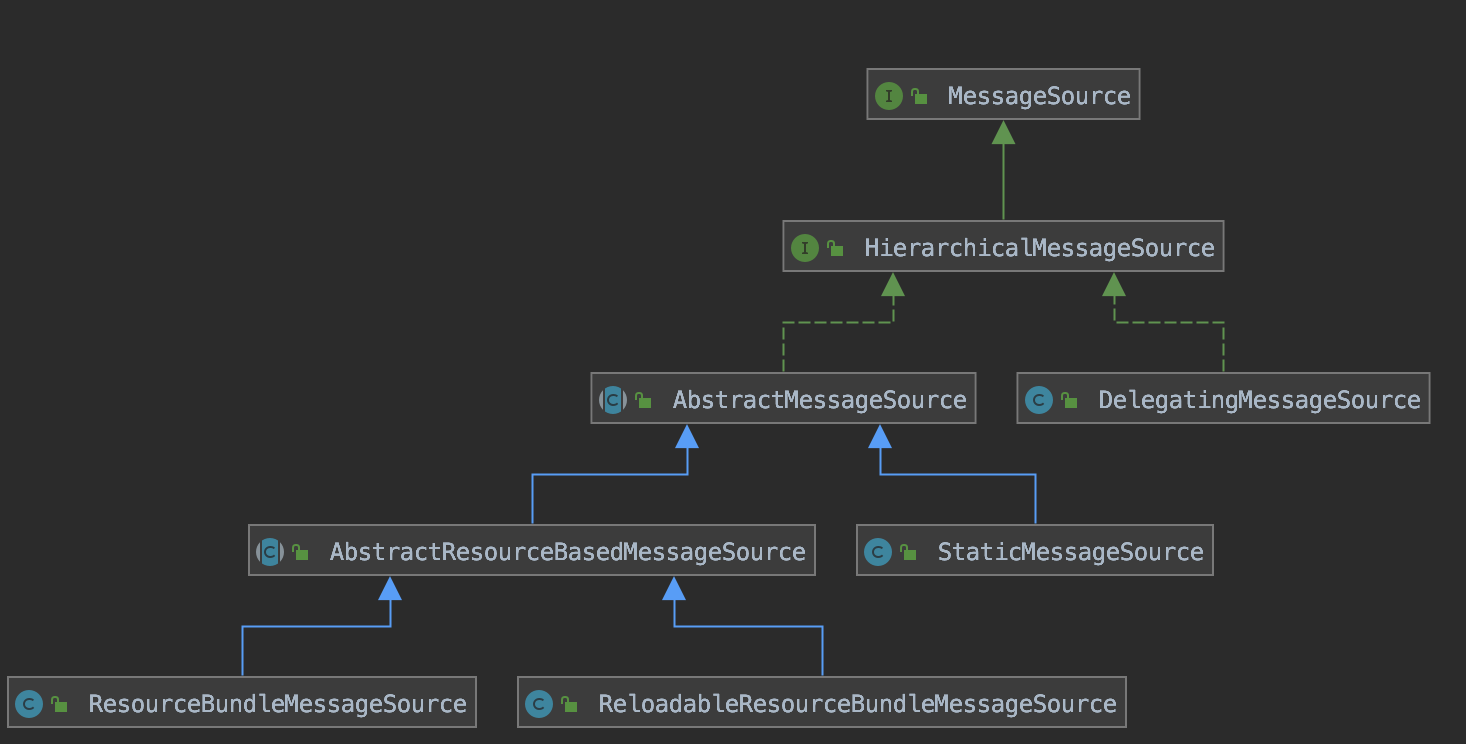 I MessageSource
I HierarchicalMessageSource
C AbstractMessageSource
C DelegatingMessageSource
C AbstractResourceBasedMessageSource
C StaticMessageSource
C ResourceBundleMessageSource
C ReloadableResourceBundleMessageSource